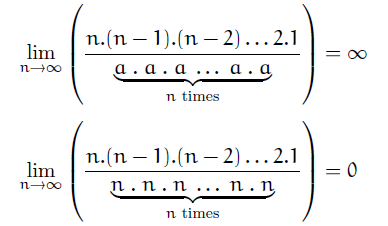 lim n→∞ ( n.(n − 1).(n − 2) … 2.1 / a . a . a … a . a ) = ∞
n times
lim n→∞ ( n.(n − 1).(n − 2) … 2.1 / n . n . n … n . n ) = 0
n times